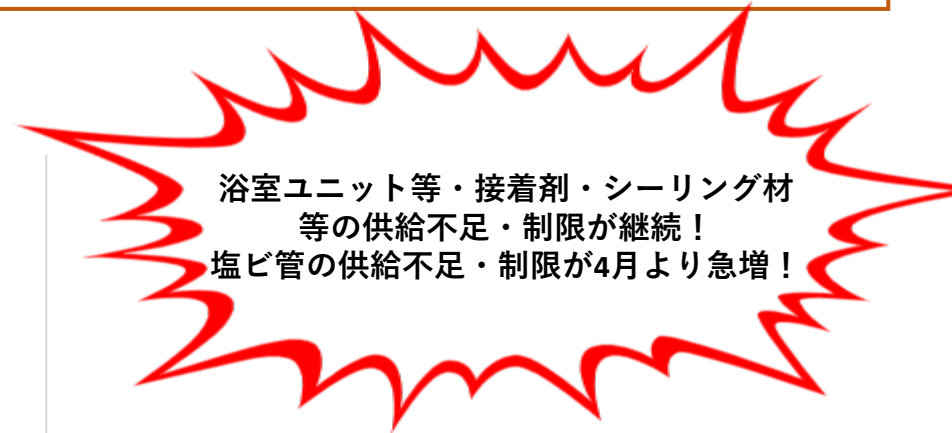 浴室ユニット等・接着剤・シーリング材
等の供給不足・制限が継続！
塩ビ管の供給不足・制限が4月より急増！